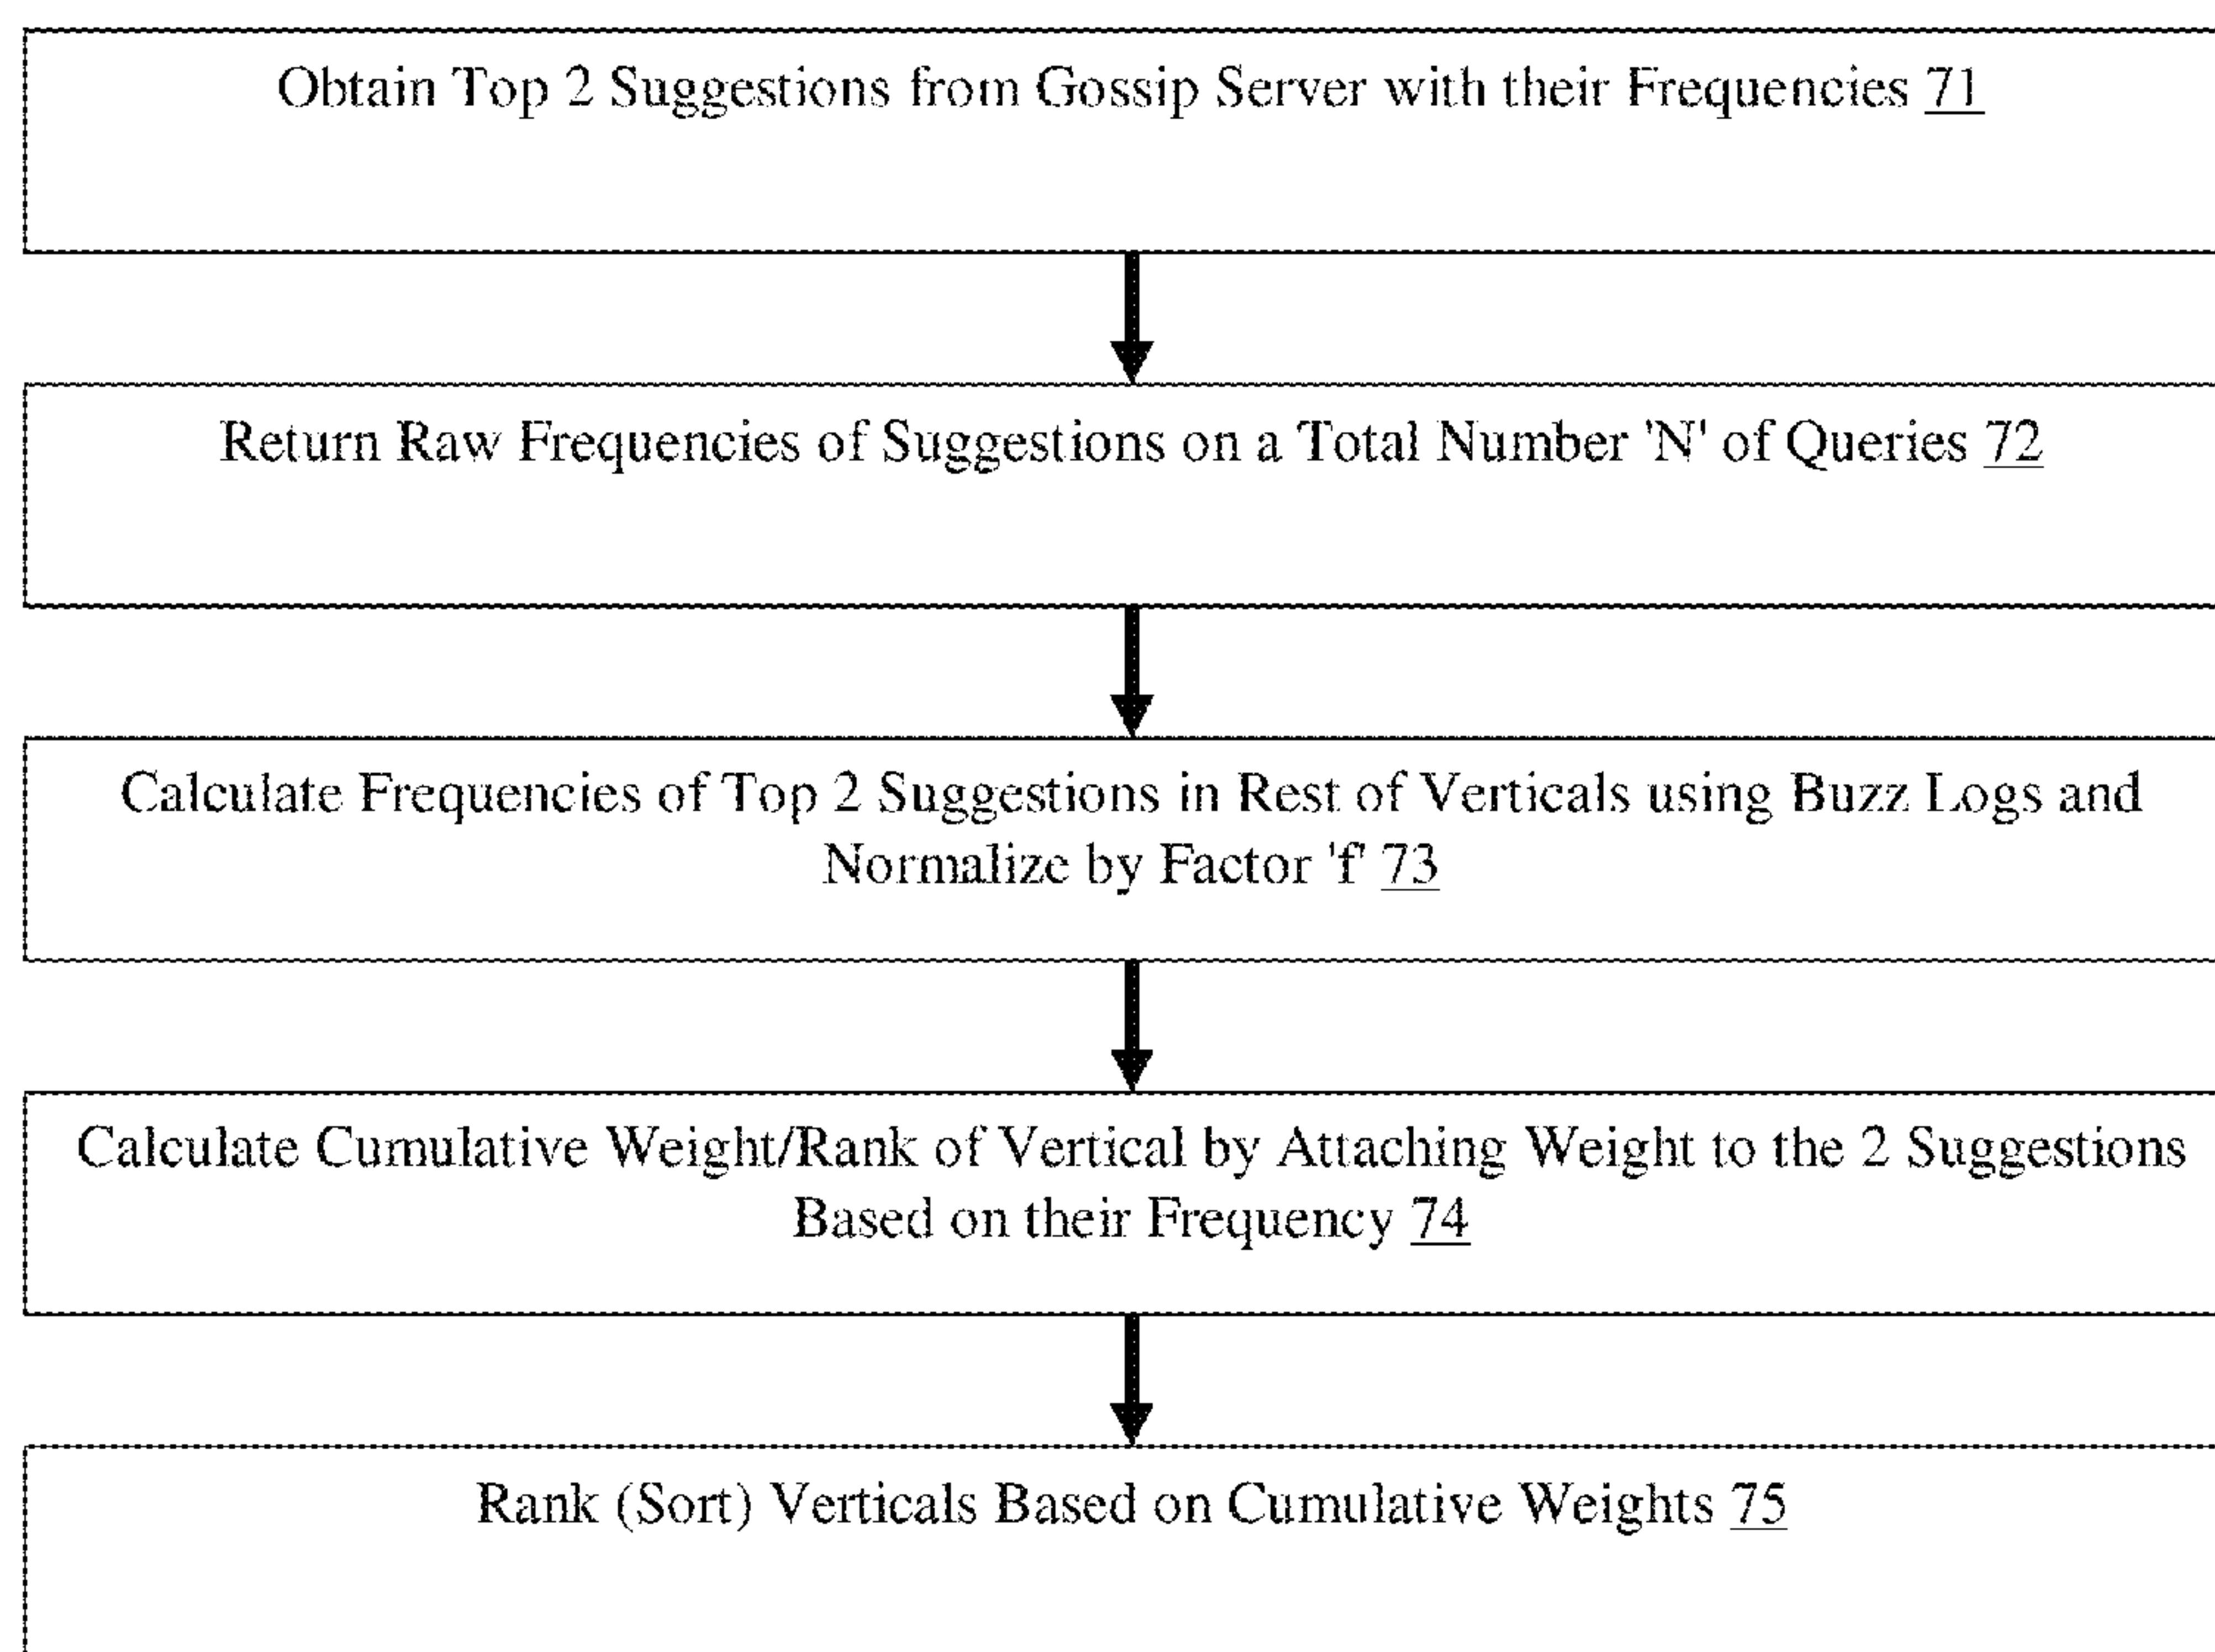 Obtain Top 2 Suggestions from Gossip Server with their Frequencies 71
Return Raw Frequencies of Suggestions on a Total Number 'N' of Queries 72
Calculate Frequencies of Top 2 Suggestions in Rest of Verticals using Buzz Logs and
Normalize by Factor 'f' 73
Calculate Cumulative Weight/Rank of Vertical by Attaching Weight to the 2 Suggestions
Based on their Frequency 74
Rank (Sort) Verticals Based on Cumulative Weights 75